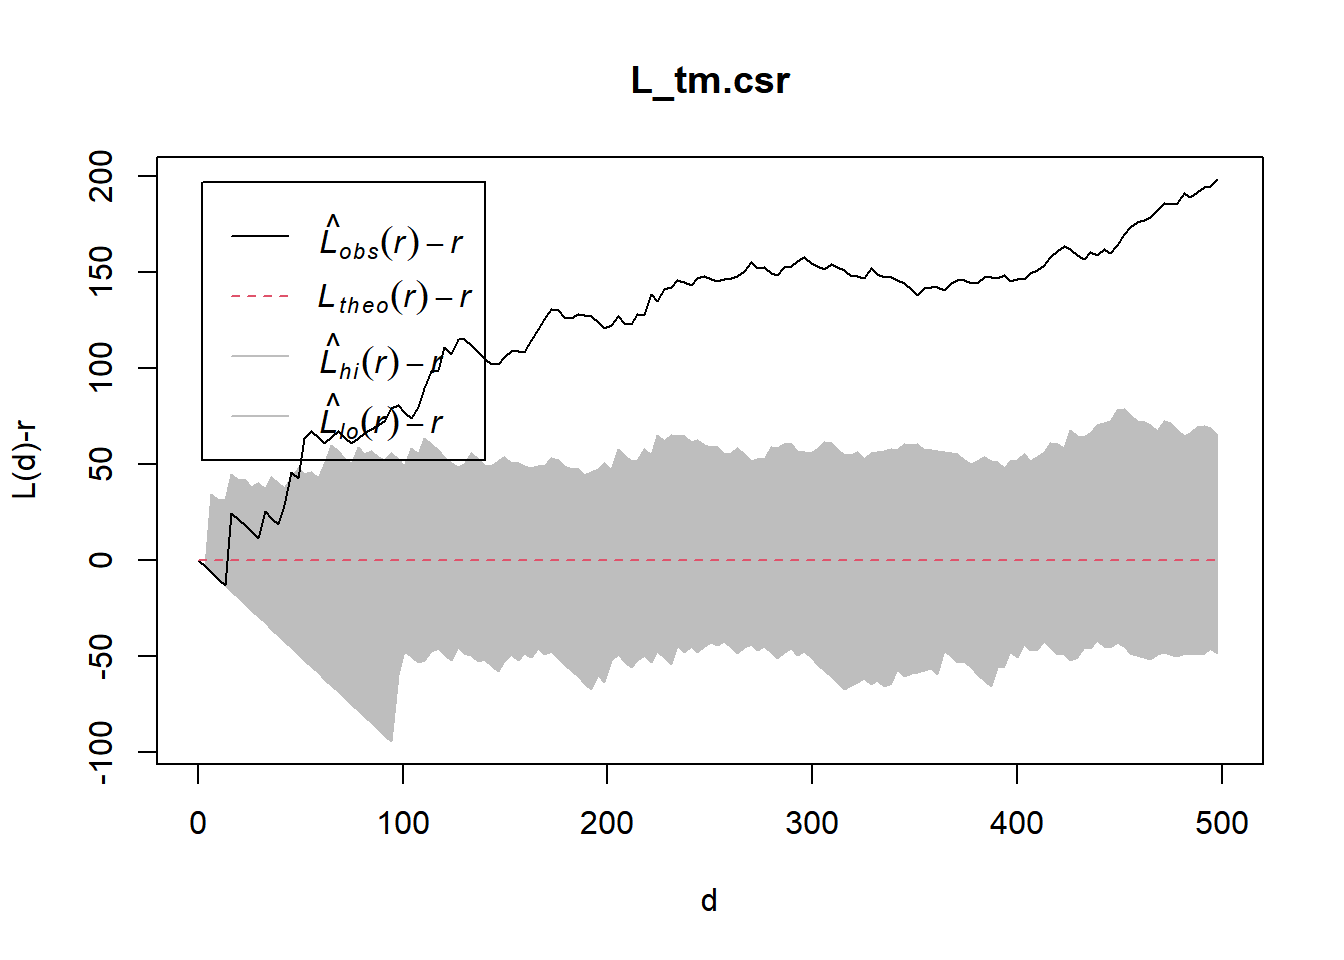 L_tm.csr
L(d)-r
200
150
100
50
0
-50
-100
L̂obs(r) − r
Ltheo(r) − r
L̂hi(r) − r
L̂lo(r) − r
0 100 200 300 400 500
d